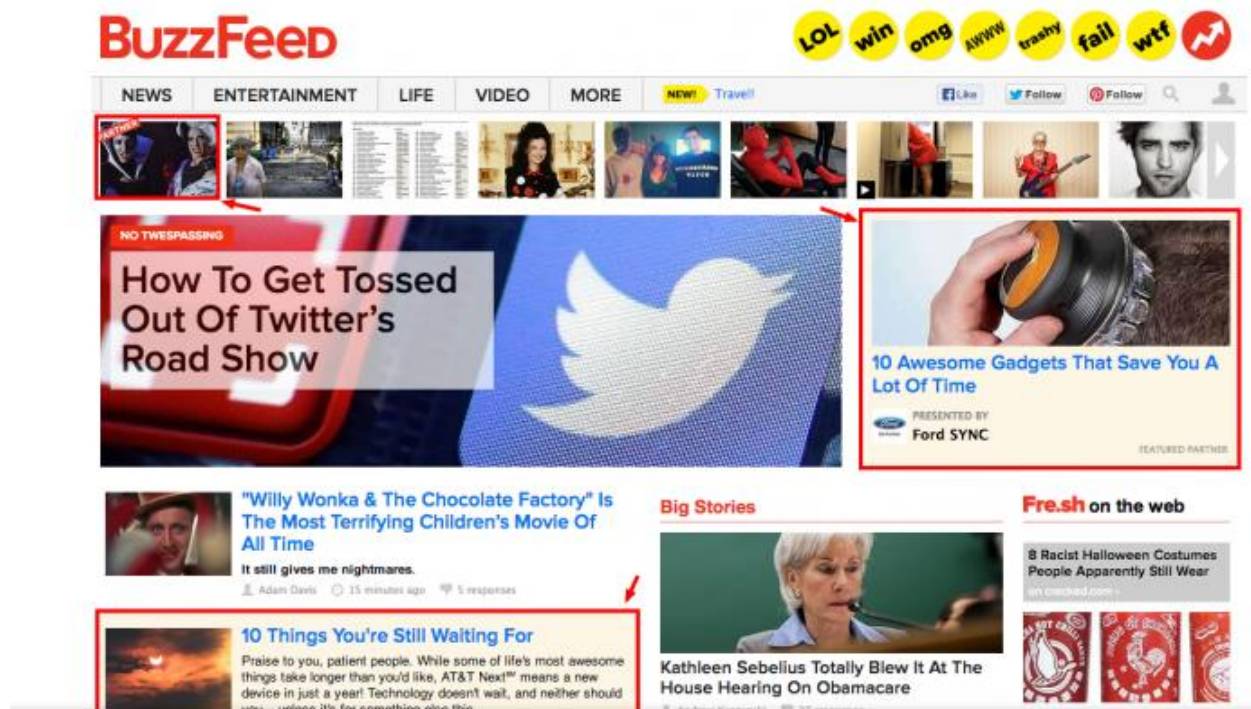 BuzzFeed
LOL
win
omg
AWWW
trashy
fail
wtf
NEWS ENTERTAINMENT LIFE VIDEO MORE NEW! Travel! Like Follow Follow
PARTNER
NO TWESPASSING
How To Get Tossed
Out Of Twitter's
Road Show
10 Awesome Gadgets That Save You A
Lot Of Time
PRESENTED BY
Ford SYNC
FEATURED PARTNER
"Willy Wonka & The Chocolate Factory" Is
The Most Terrifying Children's Movie Of
All Time
It still gives me nightmares.
Adam Davis 15 minutes ago 5 responses
10 Things You're Still Waiting For
Praise to you, patient people. While some of life's most awesome
things take longer than you'd like, AT&T Next℠ means a new
device in just a year! Technology doesn't wait, and neither should
Big Stories
Kathleen Sebelius Totally Blew It At The
House Hearing On Obamacare
Fre.sh on the web
8 Racist Halloween Costumes
People Apparently Still Wear
on cracked.com ›